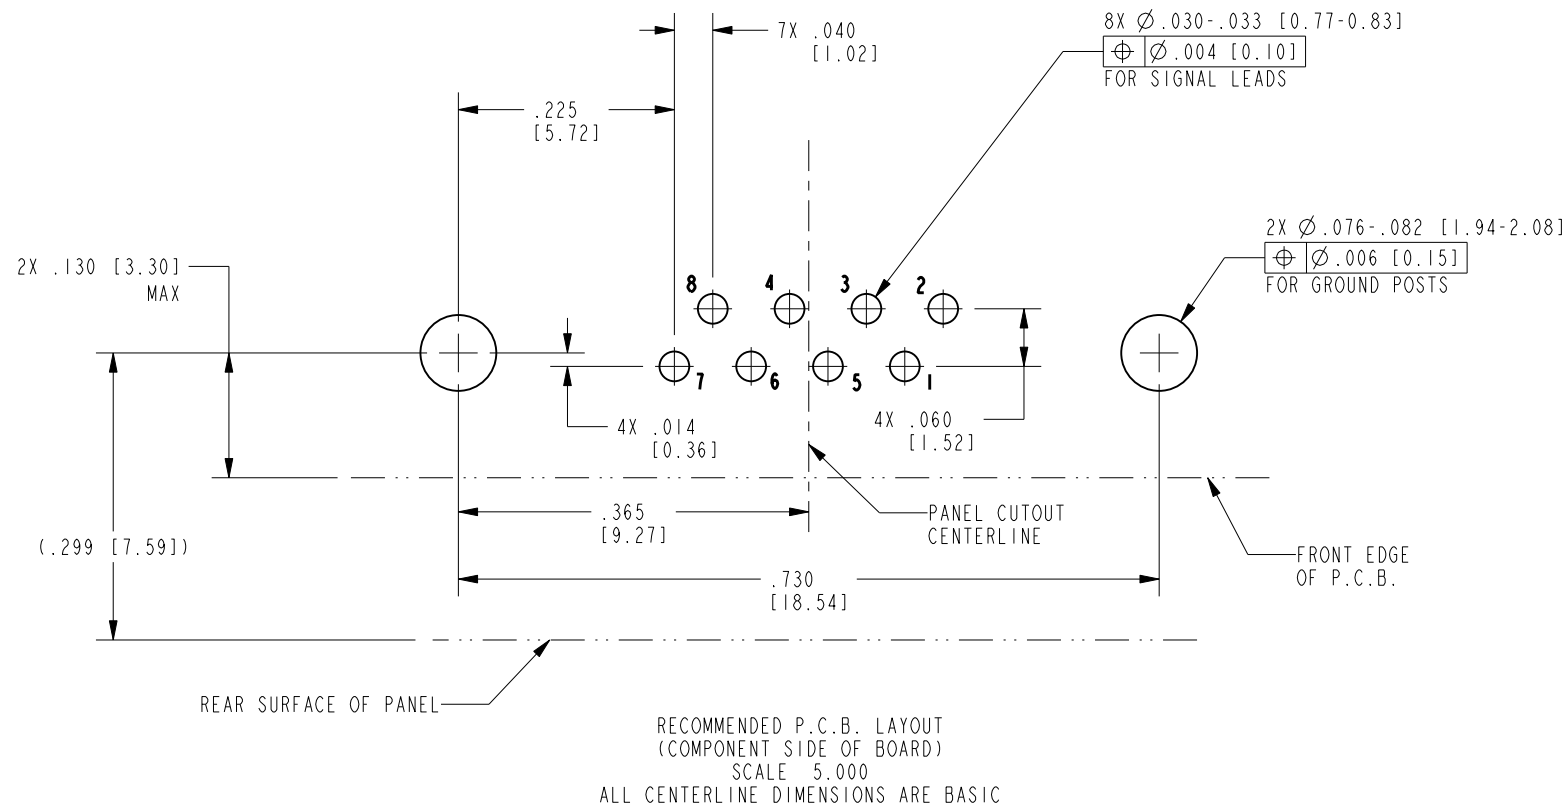 7X .040
[1.02]
8X Ø.030-.033 [0.77-0.83]
⌖ Ø.004 [0.10]
FOR SIGNAL LEADS
.225
[5.72]
2X Ø.076-.082 [1.94-2.08]
⌖ Ø.006 [0.15]
FOR GROUND POSTS
2X .130 [3.30]
MAX
8 4 3 2
7 6 5 1
4X .014
[0.36]
4X .060
[1.52]
.365
[9.27]
PANEL CUTOUT
CENTERLINE
(.299 [7.59])
FRONT EDGE
OF P.C.B.
.730
[18.54]
REAR SURFACE OF PANEL
RECOMMENDED P.C.B. LAYOUT
(COMPONENT SIDE OF BOARD)
SCALE 5.000
ALL CENTERLINE DIMENSIONS ARE BASIC